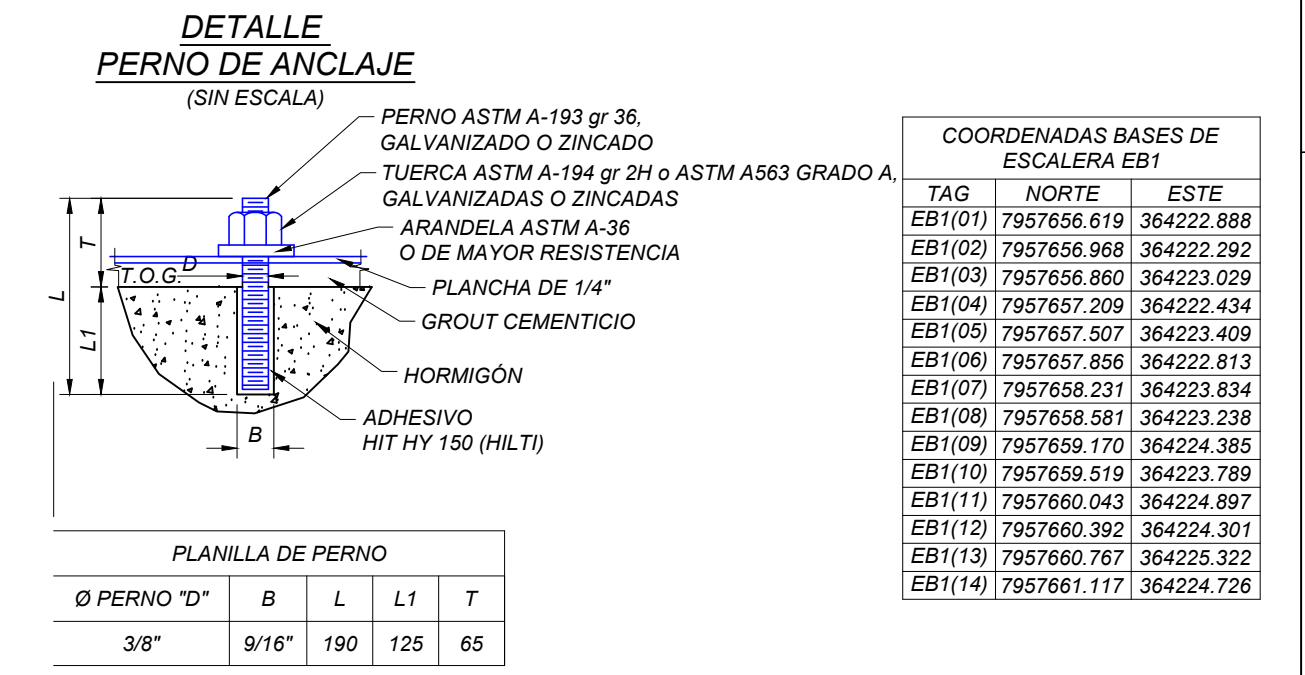 DETALLE
PERNO DE ANCLAJE
(SIN ESCALA)
PERNO ASTM A-193 gr 36,
GALVANIZADO O ZINCADO
TUERCA ASTM A-194 gr 2H o ASTM A563 GRADO A,
GALVANIZADAS O ZINCADAS
ARANDELA ASTM A-36
O DE MAYOR RESISTENCIA
PLANCHA DE 1/4"
GROUT CEMENTICIO
HORMIGÓN
ADHESIVO
HIT HY 150 (HILTI)
T
D
T.O.G.
L
L1
B
PLANILLA DE PERNO
Ø PERNO "D" B L L1 T
3/8" 9/16" 190 125 65
COORDENADAS BASES DE
ESCALERA EB1
TAG NORTE ESTE
EB1(01) 7957656.619 364222.888
EB1(02) 7957656.968 364222.292
EB1(03) 7957656.860 364223.029
EB1(04) 7957657.209 364222.434
EB1(05) 7957657.507 364223.409
EB1(06) 7957657.856 364222.813
EB1(07) 7957658.231 364223.834
EB1(08) 7957658.581 364223.238
EB1(09) 7957659.170 364224.385
EB1(10) 7957659.519 364223.789
EB1(11) 7957660.043 364224.897
EB1(12) 7957660.392 364224.301
EB1(13) 7957660.767 364225.322
EB1(14) 7957661.117 364224.726